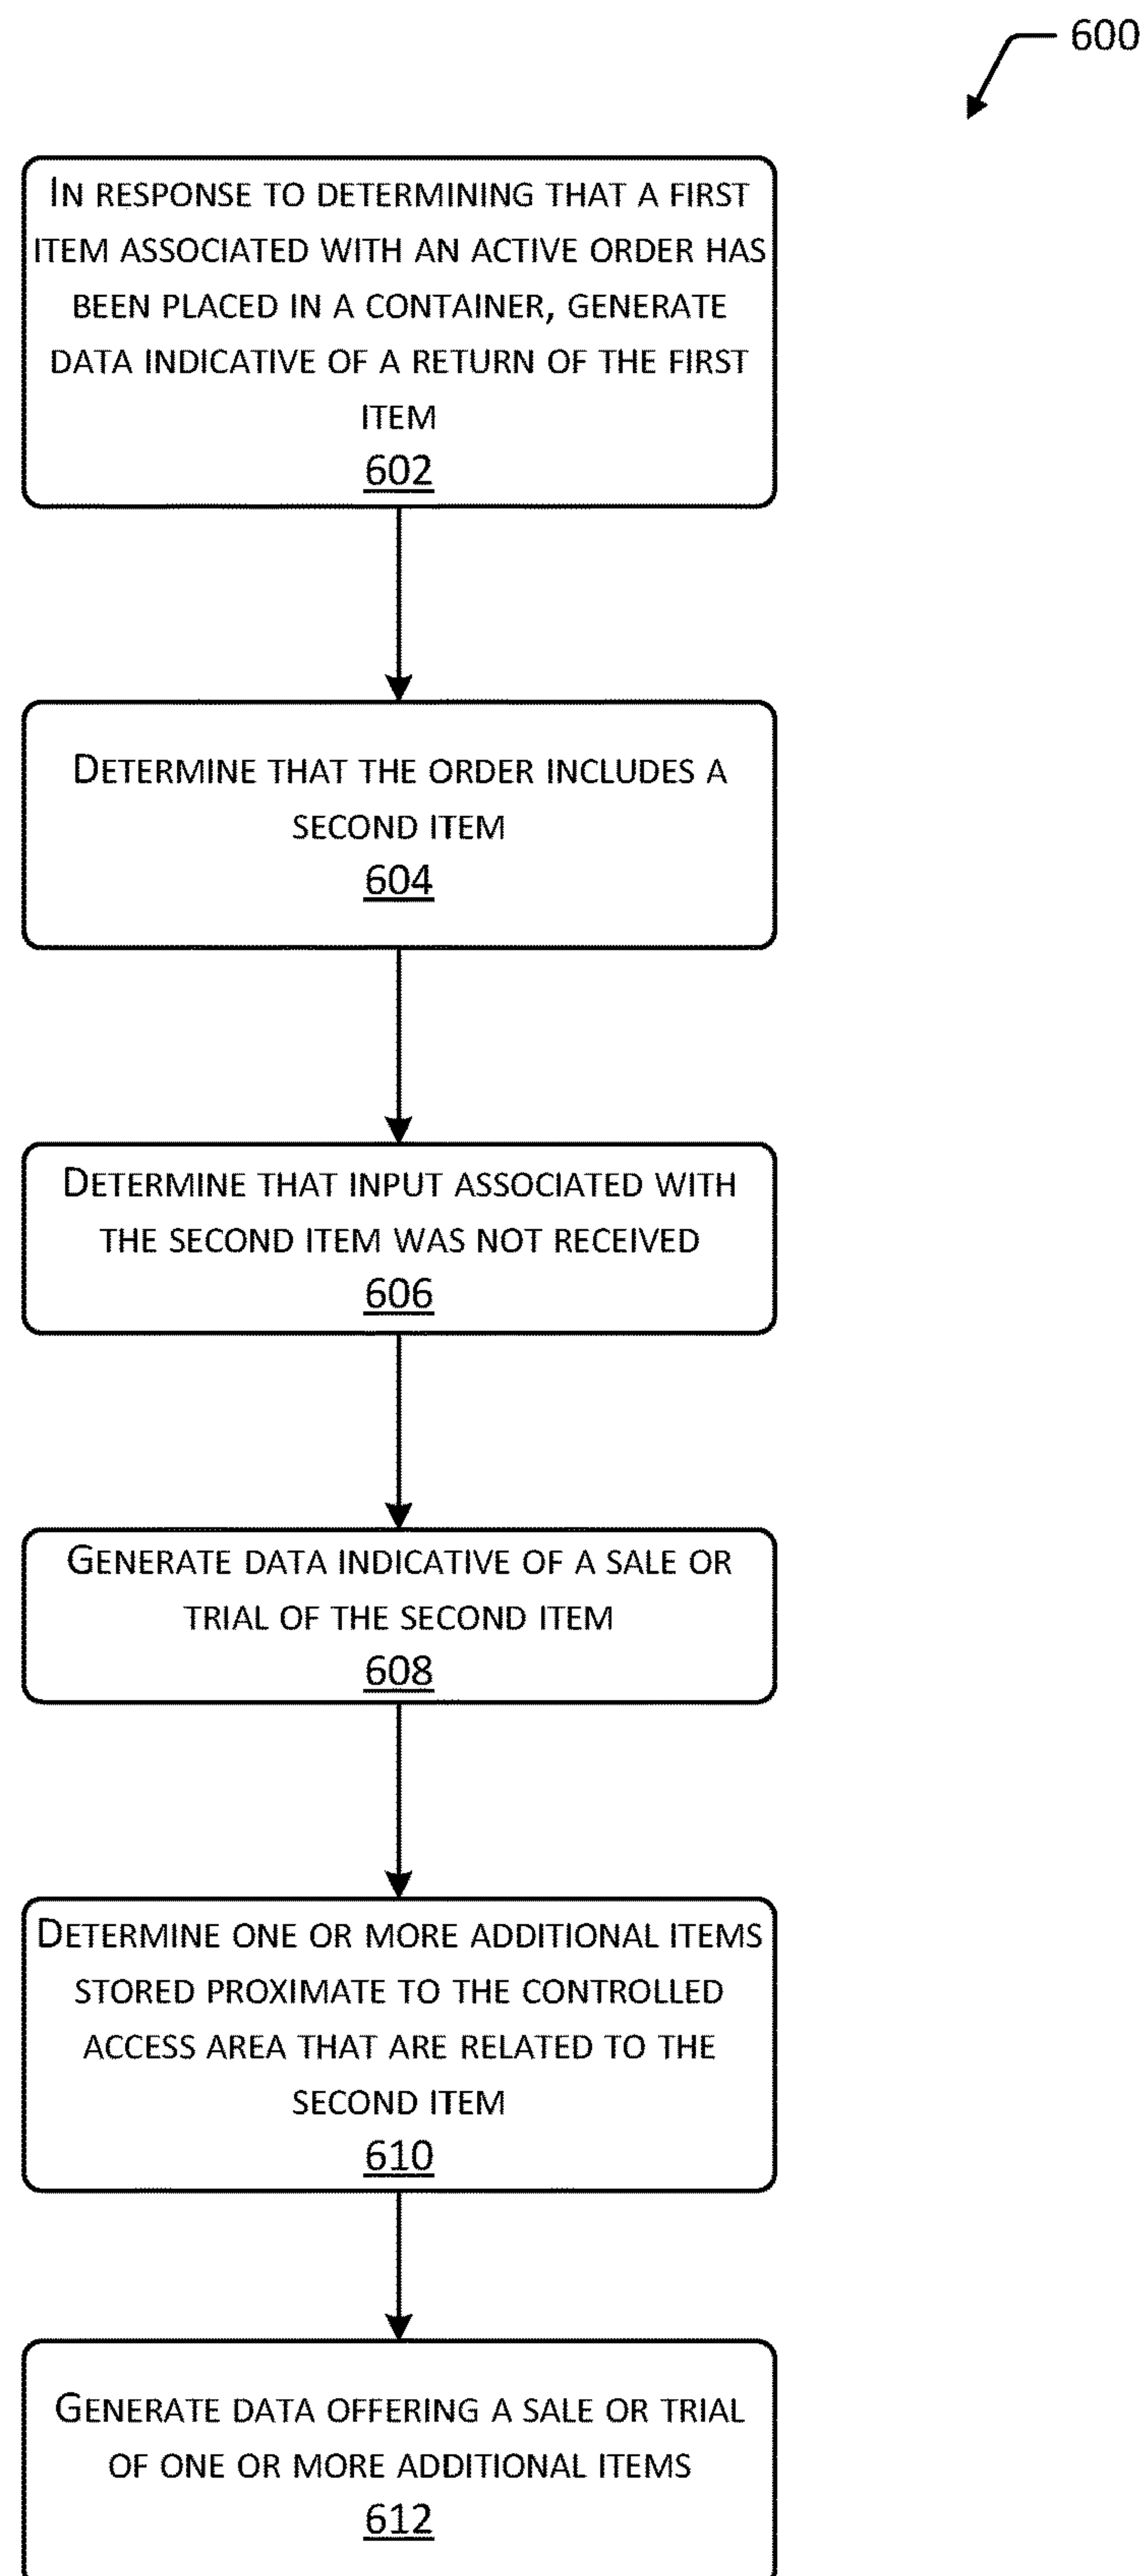 600
IN RESPONSE TO DETERMINING THAT A FIRST
ITEM ASSOCIATED WITH AN ACTIVE ORDER HAS
BEEN PLACED IN A CONTAINER, GENERATE
DATA INDICATIVE OF A RETURN OF THE FIRST
ITEM
602
DETERMINE THAT THE ORDER INCLUDES A
SECOND ITEM
604
DETERMINE THAT INPUT ASSOCIATED WITH
THE SECOND ITEM WAS NOT RECEIVED
606
GENERATE DATA INDICATIVE OF A SALE OR
TRIAL OF THE SECOND ITEM
608
DETERMINE ONE OR MORE ADDITIONAL ITEMS
STORED PROXIMATE TO THE CONTROLLED
ACCESS AREA THAT ARE RELATED TO THE
SECOND ITEM
610
GENERATE DATA OFFERING A SALE OR TRIAL
OF ONE OR MORE ADDITIONAL ITEMS
612